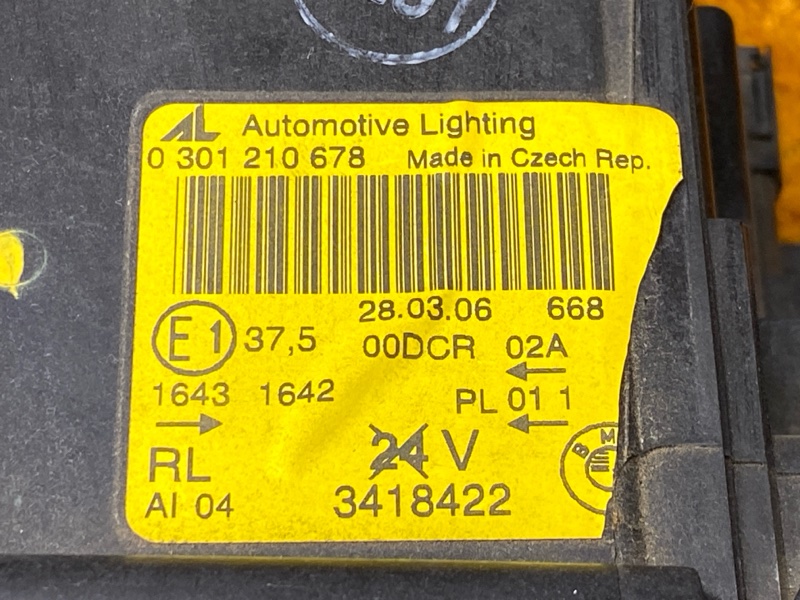 AL Automotive Lighting
0 301 210 678 Made in Czech Rep.
28.03.06 668
E1 37,5 00DCR 02A
←
1643 1642 PL 01 1
→ ←
RL 24 V
AI 04 3418422
B M